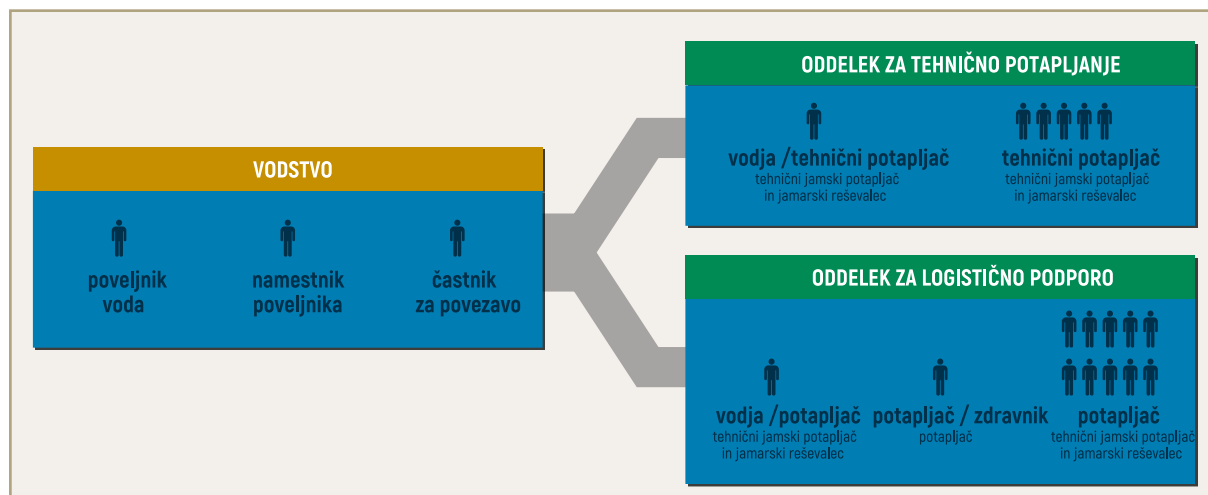 VODSTVO
poveljnik
voda
namestnik
poveljnika
častnik
za povezavo
ODDELEK ZA TEHNIČNO POTAPLJANJE
vodja /tehnični potapljač
tehnični jamski potapljač
in jamarski reševalec
tehnični potapljač
tehnični jamski potapljač
in jamarski reševalec
ODDELEK ZA LOGISTIČNO PODPORO
vodja /potapljač
tehnični jamski potapljač
in jamarski reševalec
potapljač / zdravnik
potapljač
potapljač
tehnični jamski potapljač
in jamarski reševalec